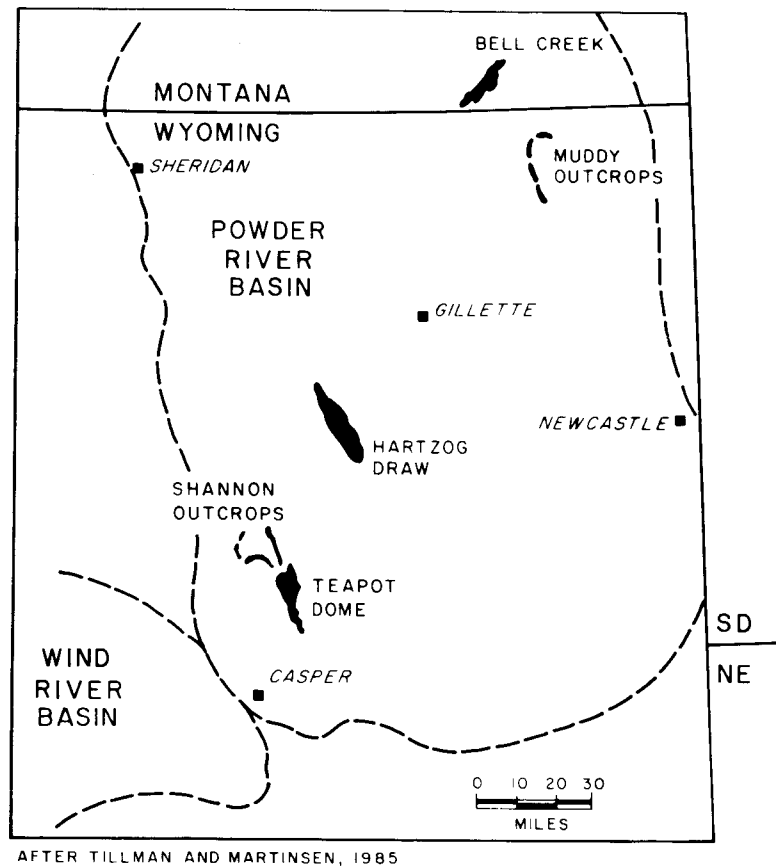 BELL CREEK
MONTANA
WYOMING
SHERIDAN
MUDDY
OUTCROPS
POWDER
RIVER
BASIN
GILLETTE
NEWCASTLE
HARTZOG
DRAW
SHANNON
OUTCROPS
TEAPOT
DOME
SD
NE
WIND
RIVER
BASIN
CASPER
0 10 20 30
MILES
AFTER TILLMAN AND MARTINSEN, 1985